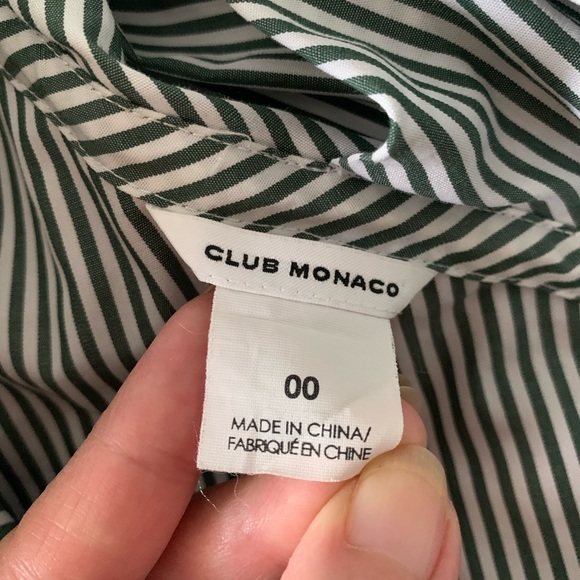 CLUB MONACO
00
MADE IN CHINA/
FABRIQUÉ EN CHINE